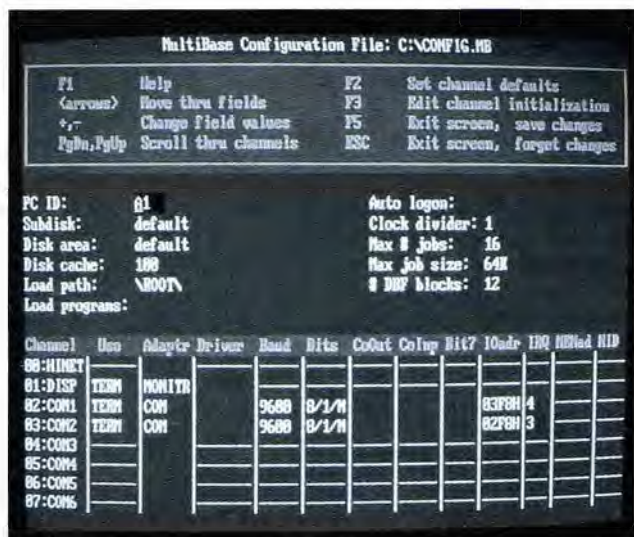 MultiBase Configuration File: C:\CONFIG.MB
F1 Help F2 Set channel defaults
<arrows> Move thru fields F3 Edit channel initialization
+,- Change field values F5 Exit screen, save changes
PgDn,PgUp Scroll thru channels ESC Exit screen, forget changes
PC ID: A1 Auto logon:
Subdisk: default Clock divider: 1
Disk area: default Max # jobs: 16
Disk cache: 100 Max job size: 64K
Load path: \ROOT\ # DBF blocks: 12
Load programs:
Channel Use Adaptr Driver Baud Bits CoOut CoInp Bit7 IOadr IRQ NID
00:HINET
01:DISP TERM MONITR
02:COM1 TERM COM 9600 8/1/N 03F8H 4
03:COM2 TERM COM 9600 8/1/N 02F8H 3
04:COM3
05:COM4
06:COM5
07:COM6